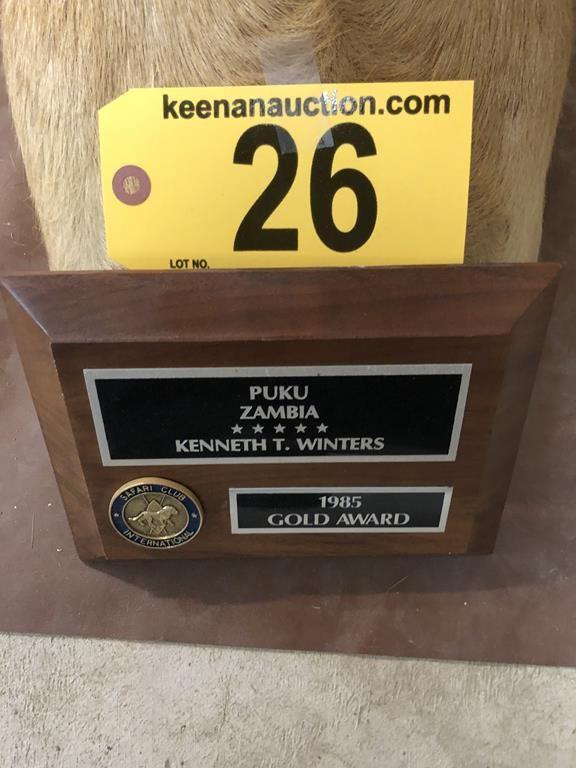 keenanauction.com
26
LOT NO.
PUKU
ZAMBIA
★ ★ ★ ★ ★
KENNETH T. WINTERS
SAFARI CLUB
INTERNATIONAL
1985
GOLD AWARD